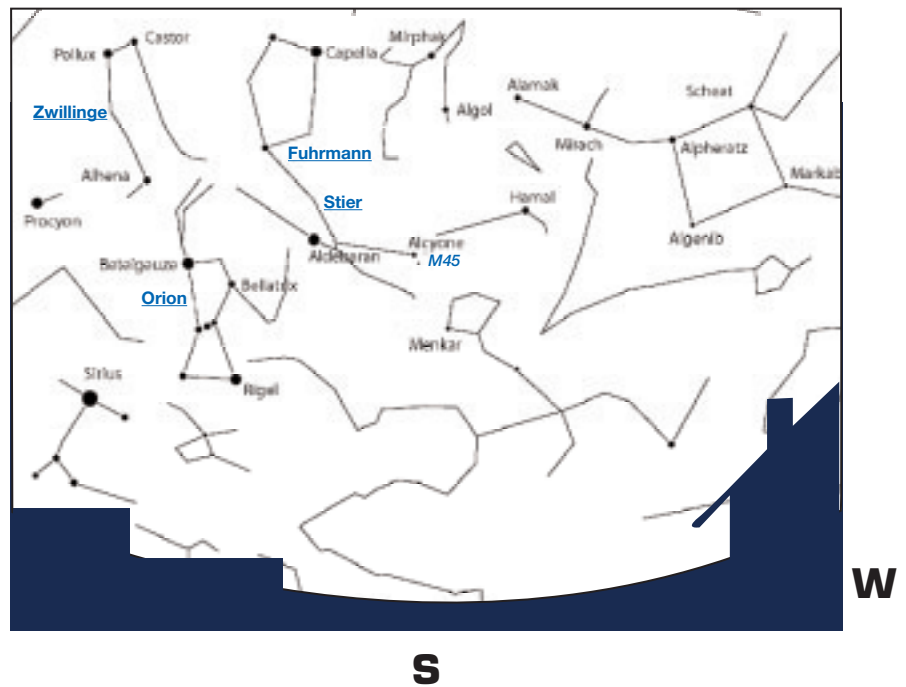 Castor
Mirphak
Pollux
Capella
Alamak
Scheat
Zwillinge
Algol
Mirach
Alpheratz
Fuhrmann
Alhena
Markab
Stier
Hamal
Procyon
Algenib
Alcyone
Aldebaran
M45
Betelgeuze
Bellatrix
Orion
Menkar
Sirius
Rigel
W
S